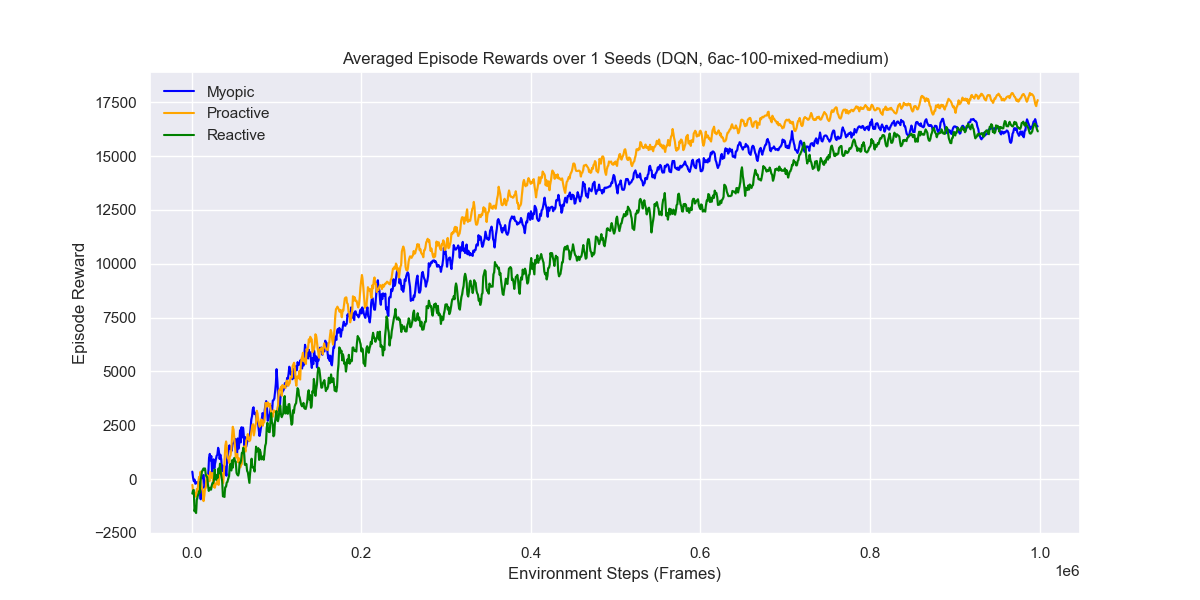 Averaged Episode Rewards over 1 Seeds (DQN, 6ac-100-mixed-medium)
Myopic
Proactive
Reactive
17500
15000
12500
10000
7500
5000
2500
0
−2500
Episode Reward
0.0
0.2
0.4
0.6
0.8
1.0
1e6
Environment Steps (Frames)